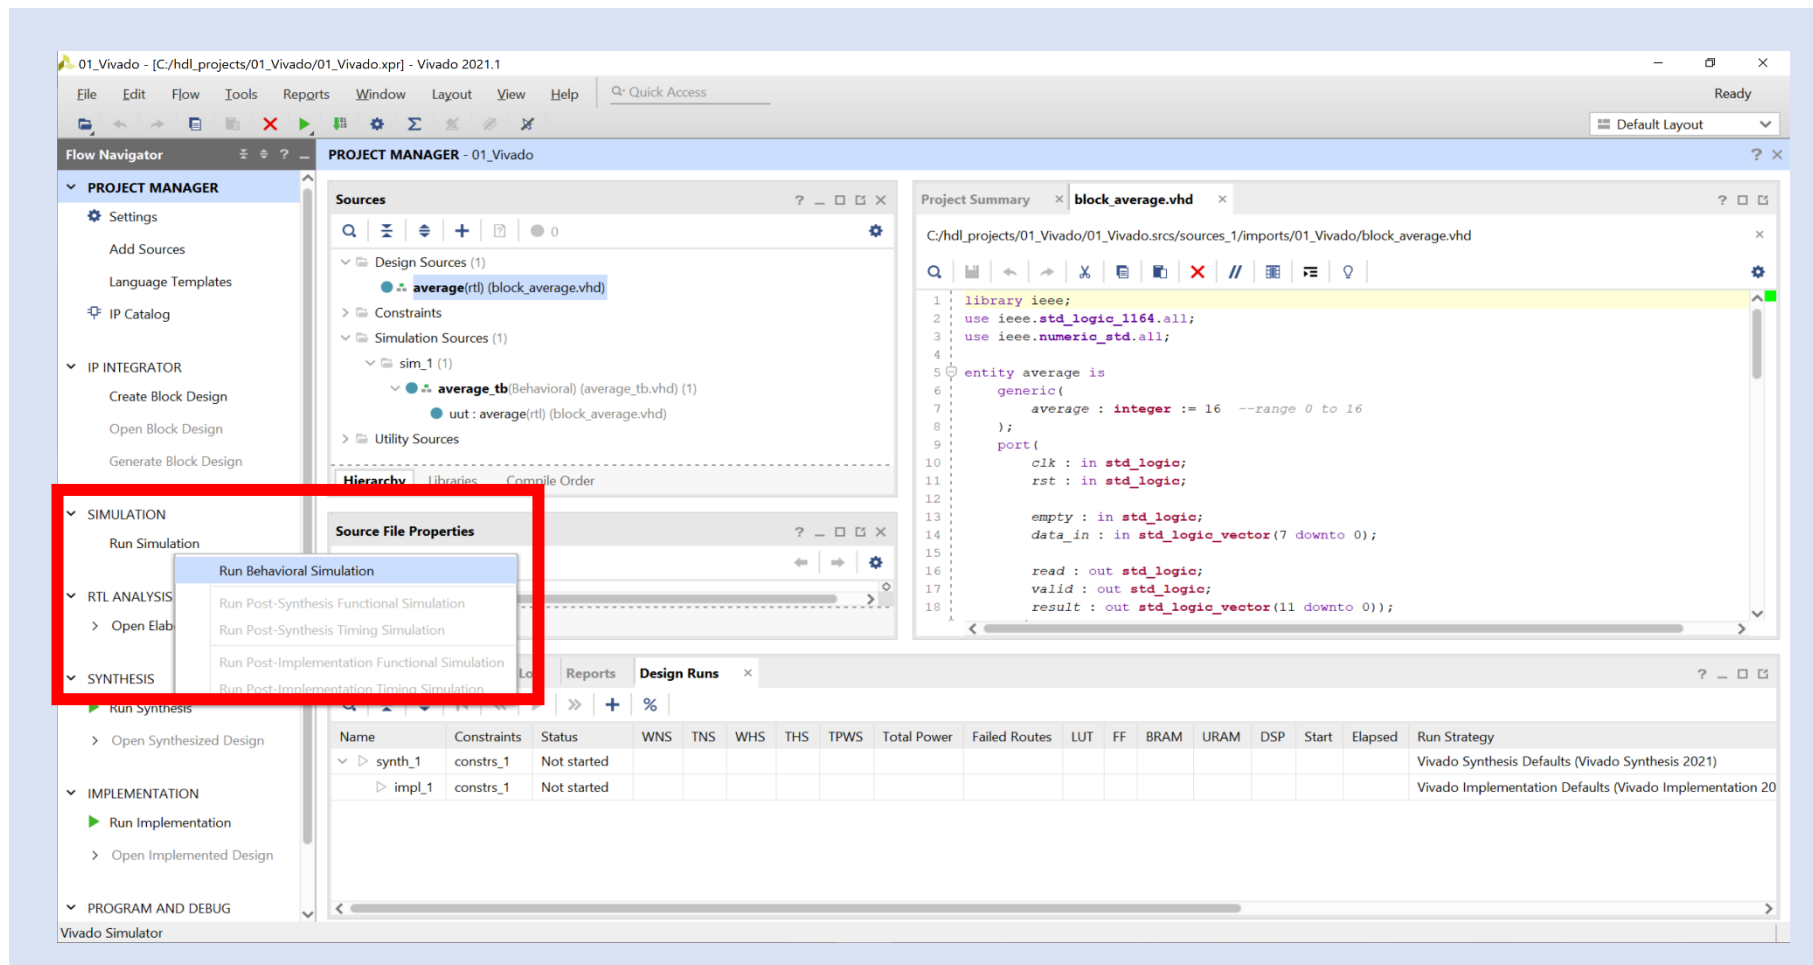 01_Vivado - [C:/hdl_projects/01_Vivado/01_Vivado.xpr] - Vivado 2021.1
File Edit Flow Tools Reports Window Layout View Help Quick Access Ready
Default Layout
Flow Navigator
PROJECT MANAGER
Settings
Add Sources
Language Templates
IP Catalog
IP INTEGRATOR
Create Block Design
Open Block Design
Generate Block Design
SIMULATION
Run Simulation
Run Behavioral Simulation
Run Post-Synthesis Functional Simulation
Run Post-Synthesis Timing Simulation
Run Post-Implementation Functional Simulation
Run Post-Implementation Timing Simulation
RTL ANALYSIS
Open Elab
SYNTHESIS
Run Synthesis
Open Synthesized Design
IMPLEMENTATION
Run Implementation
Open Implemented Design
PROGRAM AND DEBUG
PROJECT MANAGER - 01_Vivado
Sources
0
Design Sources (1)
average(rtl) (block_average.vhd)
Constraints
Simulation Sources (1)
sim_1 (1)
average_tb(Behavioral) (average_tb.vhd) (1)
uut : average(rtl) (block_average.vhd)
Utility Sources
Hierarchy Libraries Compile Order
Source File Properties
Project Summary block_average.vhd
C:/hdl_projects/01_Vivado/01_Vivado.srcs/sources_1/imports/01_Vivado/block_average.vhd
1 library ieee;
2 use ieee.std_logic_1164.all;
3 use ieee.numeric_std.all;
4
5 entity average is
6 generic(
7 average : integer := 16 --range 0 to 16
8 );
9 port(
10 clk : in std_logic;
11 rst : in std_logic;
12
13 empty : in std_logic;
14 data_in : in std_logic_vector(7 downto 0);
15
16 read : out std_logic;
17 valid : out std_logic;
18 result : out std_logic_vector(11 downto 0));
Lo Reports Design Runs
Name Constraints Status WNS TNS WHS THS TPWS Total Power Failed Routes LUT FF BRAM URAM DSP Start Elapsed Run Strategy
synth_1 constrs_1 Not started Vivado Synthesis Defaults (Vivado Synthesis 2021)
impl_1 constrs_1 Not started Vivado Implementation Defaults (Vivado Implementation 20
Vivado Simulator